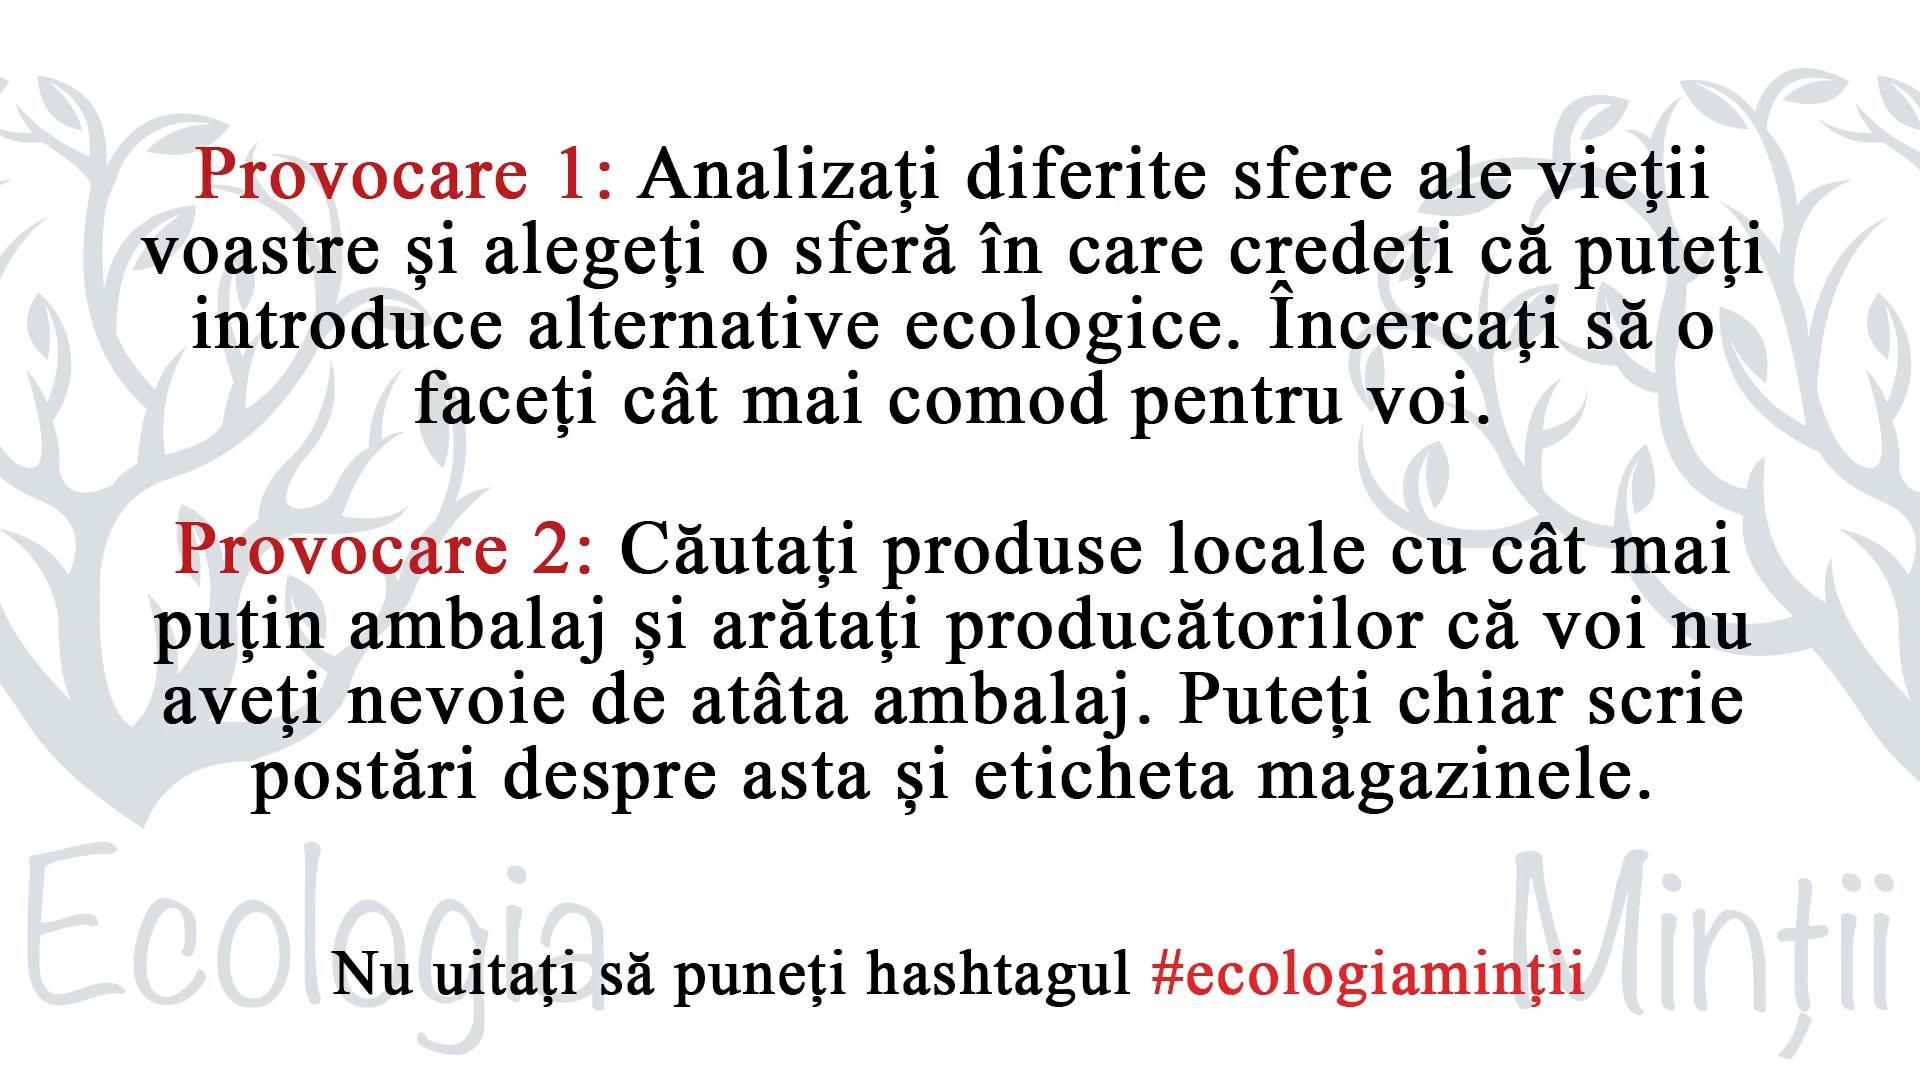 Provocare 1: Analizați diferite sfere ale vieții
voastre și alegeți o sferă în care credeți că puteți
introduce alternative ecologice. Încercați să o
faceți cât mai comod pentru voi.
Provocare 2: Căutați produse locale cu cât mai
puțin ambalaj și arătați producătorilor că voi nu
aveți nevoie de atâta ambalaj. Puteți chiar scrie
postări despre asta și eticheta magazinele.
Ecologia Minții
Nu uitați să puneți hashtagul #ecologiaminții